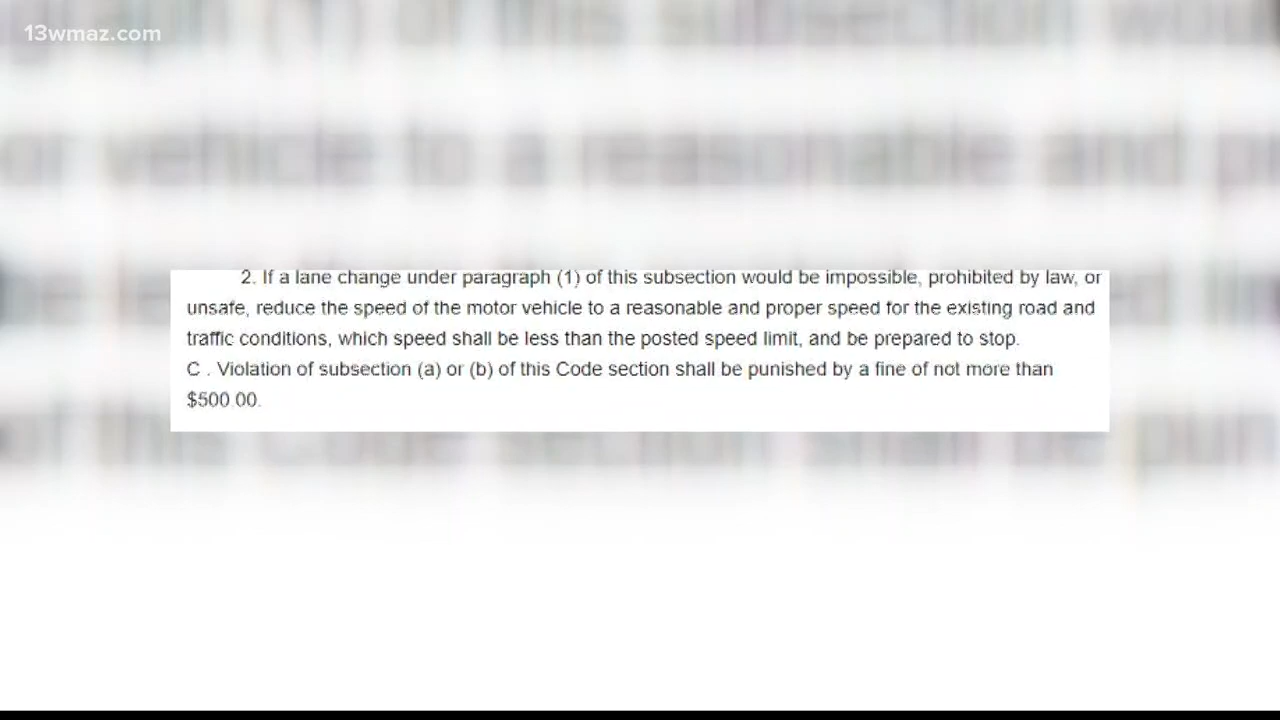 13wmaz.com
2. If a lane change under paragraph (1) of this subsection would be impossible, prohibited by law, or
unsafe, reduce the speed of the motor vehicle to a reasonable and proper speed for the existing road and
traffic conditions, which speed shall be less than the posted speed limit, and be prepared to stop.
C . Violation of subsection (a) or (b) of this Code section shall be punished by a fine of not more than
$500 00.